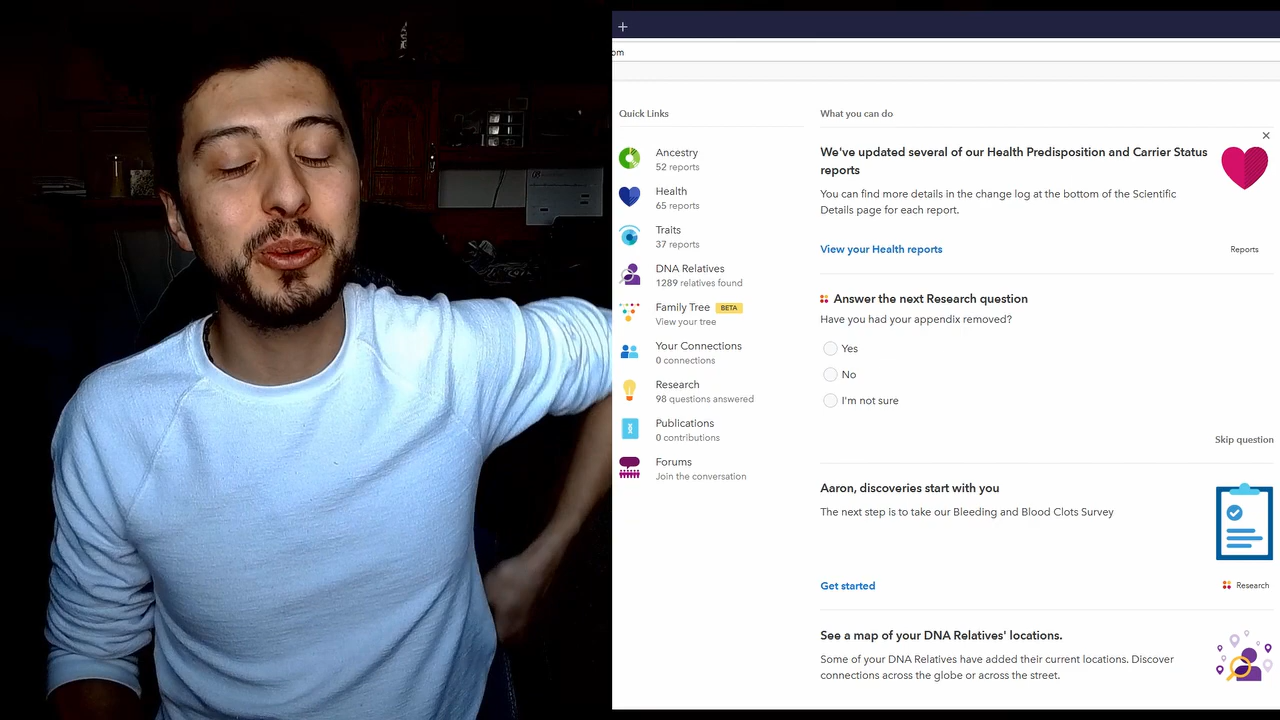 +
om
Quick Links
Ancestry
52 reports
Health
65 reports
Traits
37 reports
DNA Relatives
1289 relatives found
Family Tree BETA
View your tree
Your Connections
0 connections
Research
98 questions answered
Publications
0 contributions
Forums
Join the conversation
What you can do
We've updated several of our Health Predisposition and Carrier Status
reports
You can find more details in the change log at the bottom of the Scientific
Details page for each report.
View your Health reports
Reports
Answer the next Research question
Have you had your appendix removed?
Yes
No
I'm not sure
Skip question
Aaron, discoveries start with you
The next step is to take our Bleeding and Blood Clots Survey
Get started
Research
See a map of your DNA Relatives' locations.
Some of your DNA Relatives have added their current locations. Discover
connections across the globe or across the street.